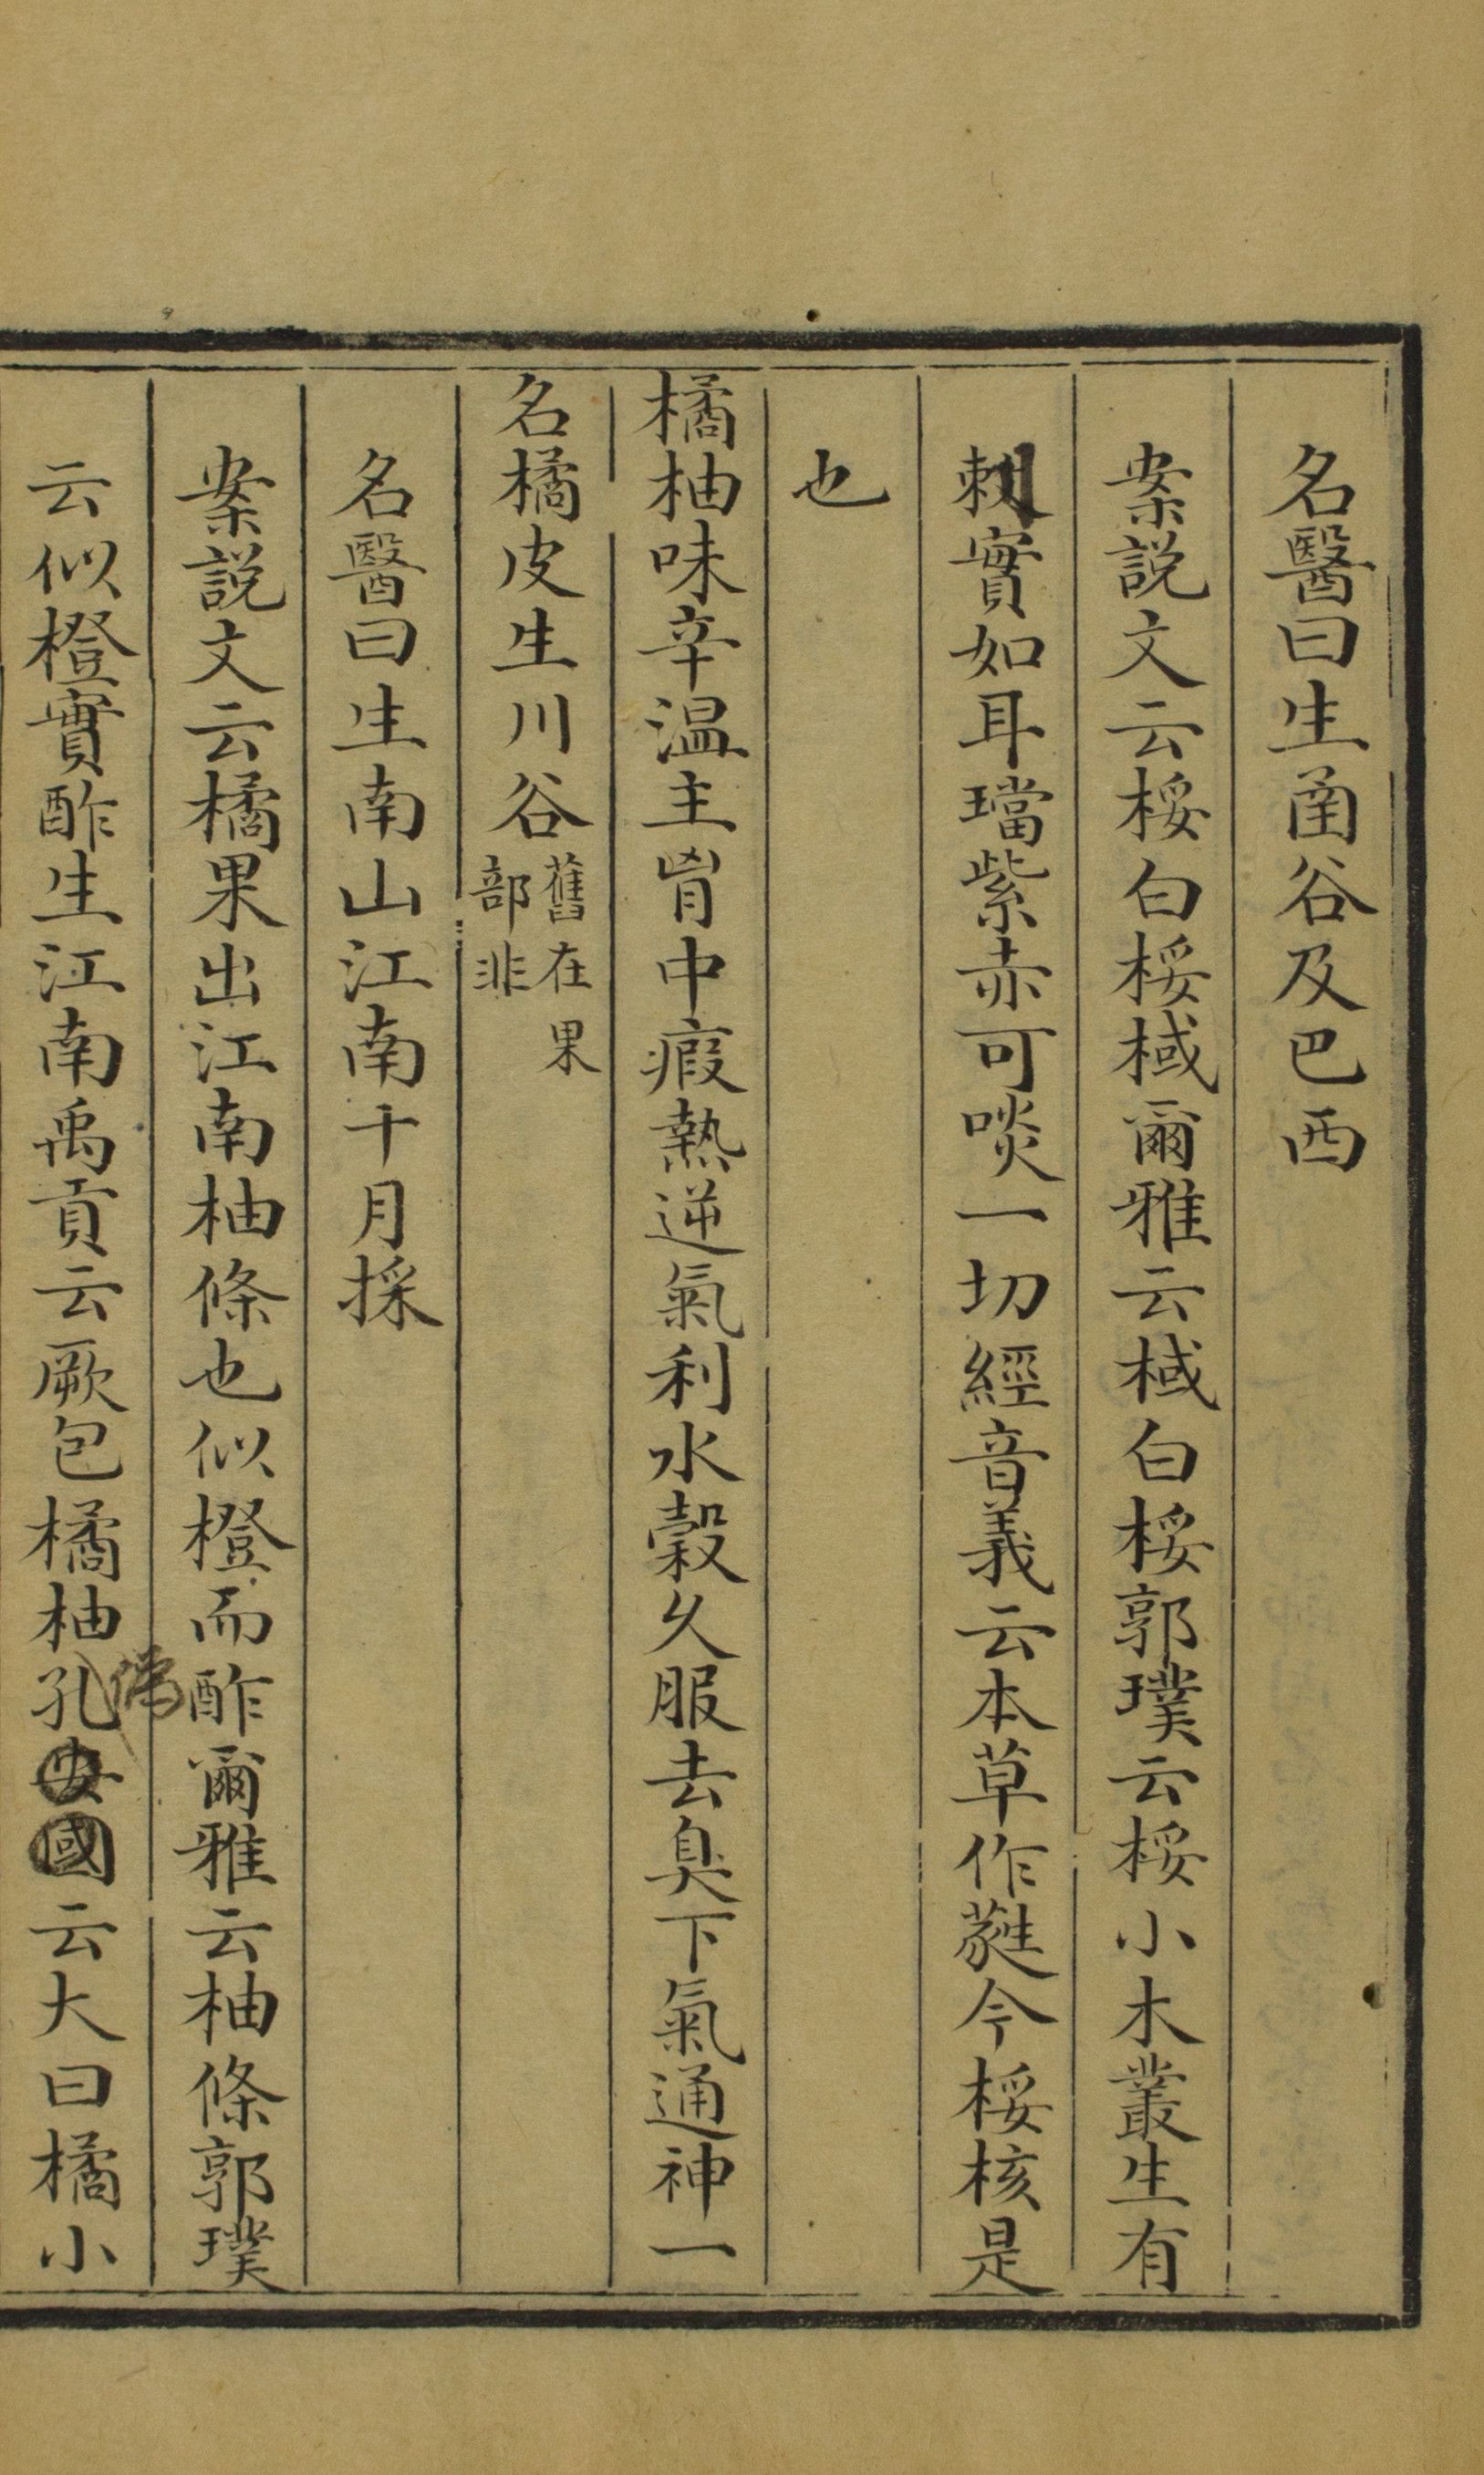 名醫曰生圅谷及巴西
案説文云桵白桵棫爾雅云棫白桵郭璞云桵小木叢生有
刺實如耳璫紫赤可啖一切經音義云本草作蕤今桵核是
也
橘柚味辛温主胷中瘕熱逆氣利水穀久服去臭下氣通神一
名橘皮生川谷舊在果部非
名醫曰生南山江南十月採
案説文云橘果出江南柚條也似橙而酢爾雅云柚條郭璞
云似橙實酢生江南禹貢云厥包橘柚孔安國云大曰橘小
傳